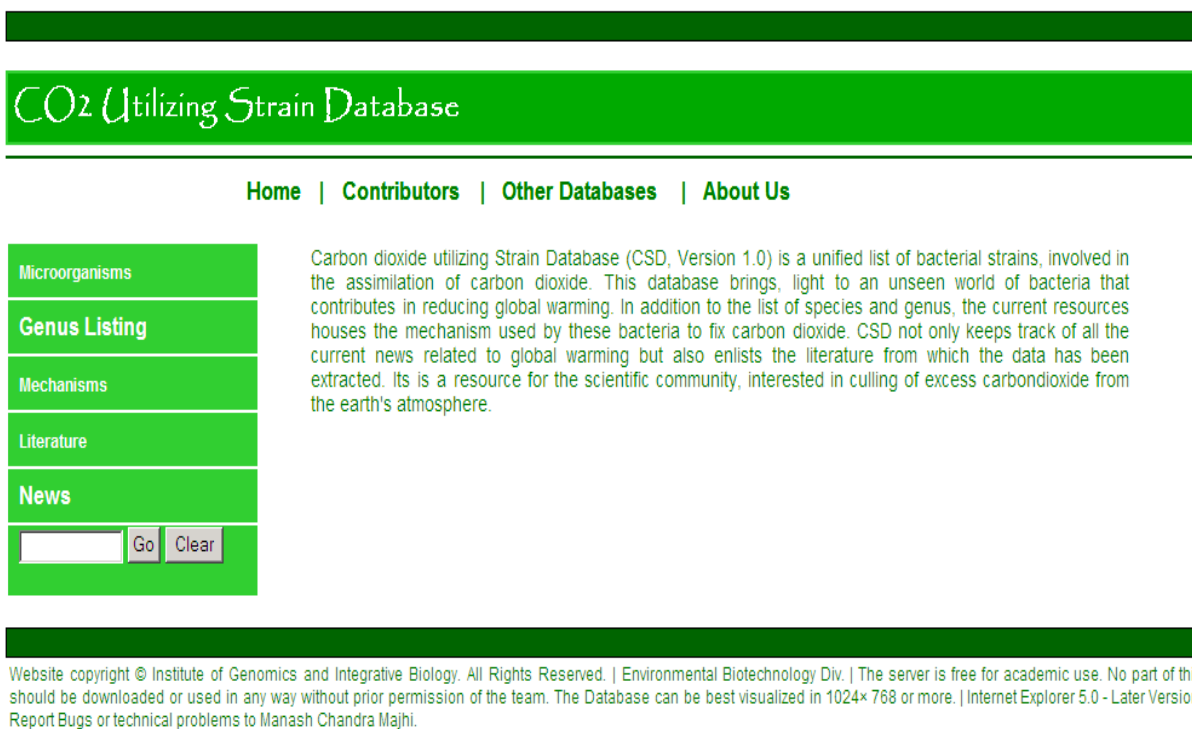 CO2 Utilizing Strain Database
Home | Contributors | Other Databases | About Us
Microorganisms
Genus Listing
Mechanisms
Literature
News
Go Clear
Carbon dioxide utilizing Strain Database (CSD, Version 1.0) is a unified list of bacterial strains, involved in
the assimilation of carbon dioxide. This database brings, light to an unseen world of bacteria that
contributes in reducing global warming. In addition to the list of species and genus, the current resources
houses the mechanism used by these bacteria to fix carbon dioxide. CSD not only keeps track of all the
current news related to global warming but also enlists the literature from which the data has been
extracted. Its is a resource for the scientific community, interested in culling of excess carbondioxide from
the earth's atmosphere.
Website copyright © Institute of Genomics and Integrative Biology. All Rights Reserved. | Environmental Biotechnology Div. | The server is free for academic use. No part of
should be downloaded or used in any way without prior permission of the team. The Database can be best visualized in 1024× 768 or more. | Internet Explorer 5.0 - Later
Report Bugs or technical problems to Manash Chandra Majhi.